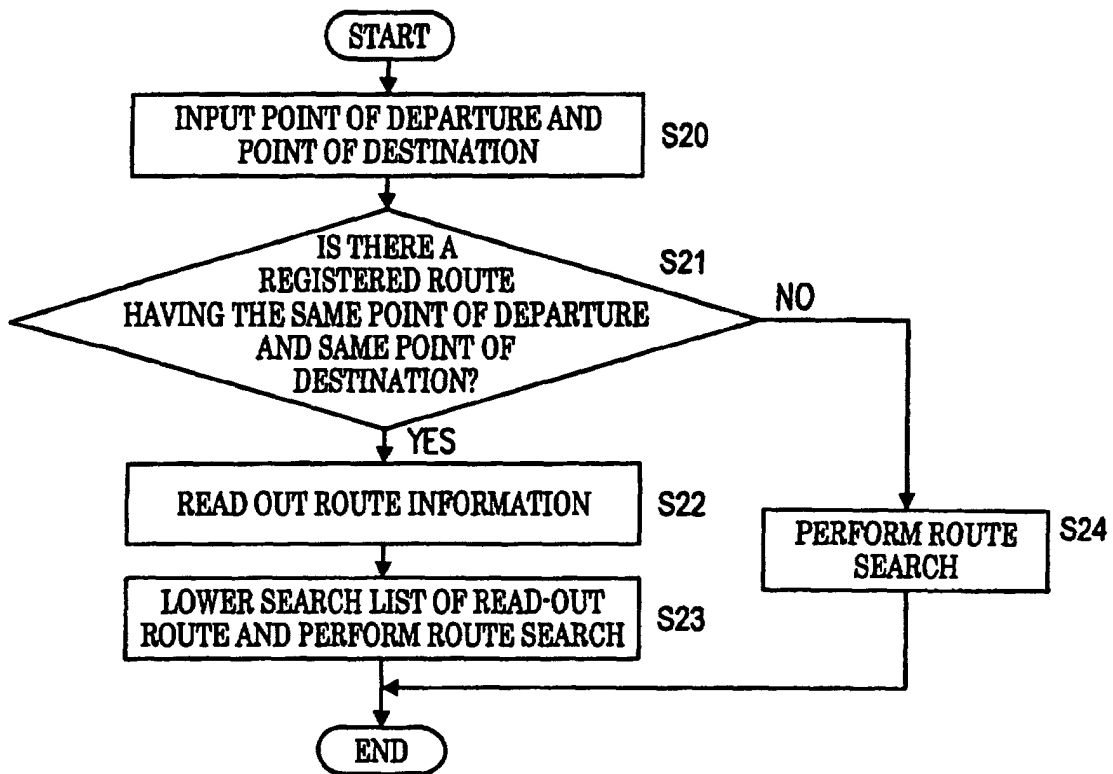 START
INPUT POINT OF DEPARTURE AND
POINT OF DESTINATION
S20
IS THERE A
REGISTERED ROUTE
HAVING THE SAME POINT OF DEPARTURE
AND SAME POINT OF
DESTINATION?
S21
NO
YES
READ OUT ROUTE INFORMATION
S22
PERFORM ROUTE
SEARCH
S24
LOWER SEARCH LIST OF READ-OUT
ROUTE AND PERFORM ROUTE SEARCH
S23
END